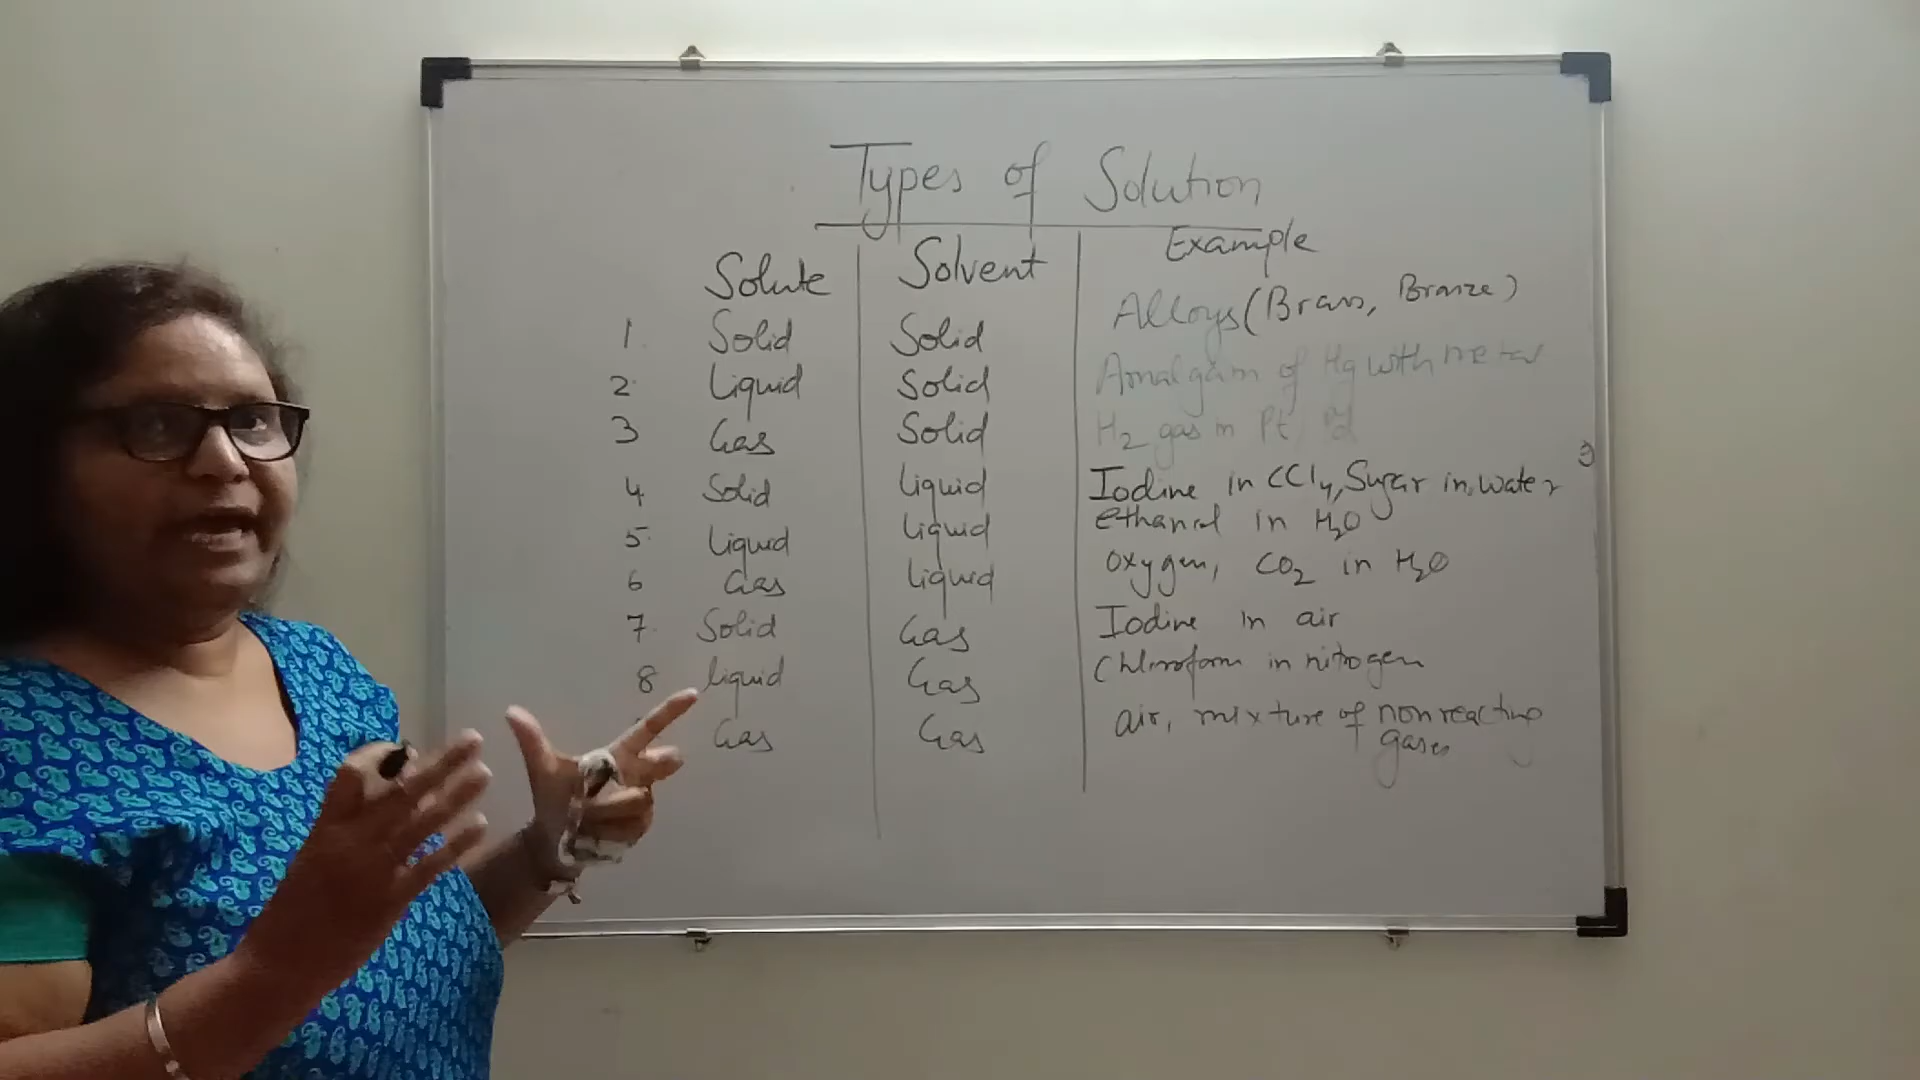 Types of Solution
Solute Solvent Example
1. Solid Solid Alloys (Brass, Bronze)
2. Liquid Solid Amalgam of Hg with metal
3 Gas Solid H2 gas in Pt, Pd
4. Solid liquid Iodine in CCl4, Sugar in water
5. Liquid liquid ethanol in H2O
6 Gas liquid oxygen, CO2 in H2O
7. Solid Gas Iodine in air
8 liquid Gas Chloroform in nitrogen
Gas Gas air, mixture of nonreacting
gases